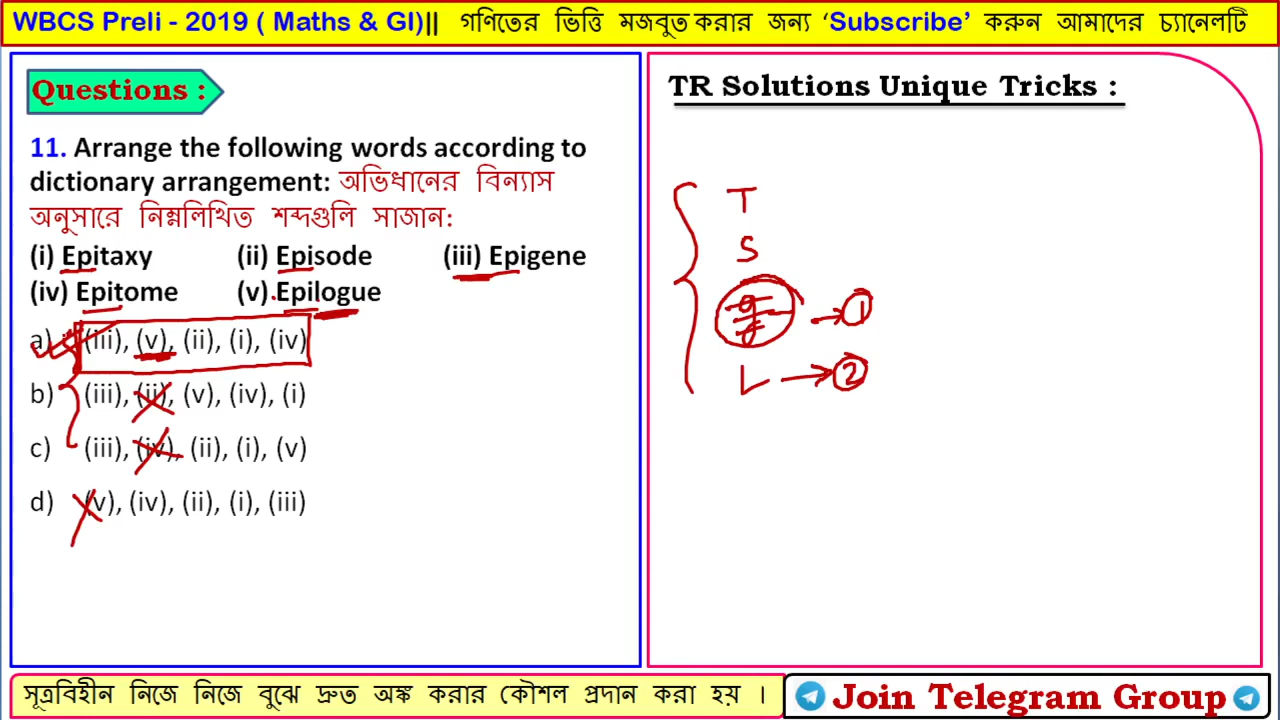 WBCS Preli - 2019 ( Maths & GI)|| গণিতের ভিত্তি মজবুত করার জন্য ‘Subscribe’ করুন আমাদের চ্যানেলটি
Questions :
11. Arrange the following words according to
dictionary arrangement: অভিধানের বিন্যাস
অনুসারে নিম্নলিখিত শব্দগুলি সাজান:
(i) Epitaxy (ii) Episode (iii) Epigene
(iv) Epitome (v) Epilogue
a) (iii), (v), (ii), (i), (iv)
b) (iii), (ii), (v), (iv), (i)
c) (iii), (iv), (ii), (i), (v)
d) (v), (iv), (ii), (i), (iii)
TR Solutions Unique Tricks :
T
S
g → 1
L → 2
সূত্রবিহীন নিজে নিজে বুঝে দ্রুত অঙ্ক করার কৌশল প্রদান করা হয় ।
Join Telegram Group